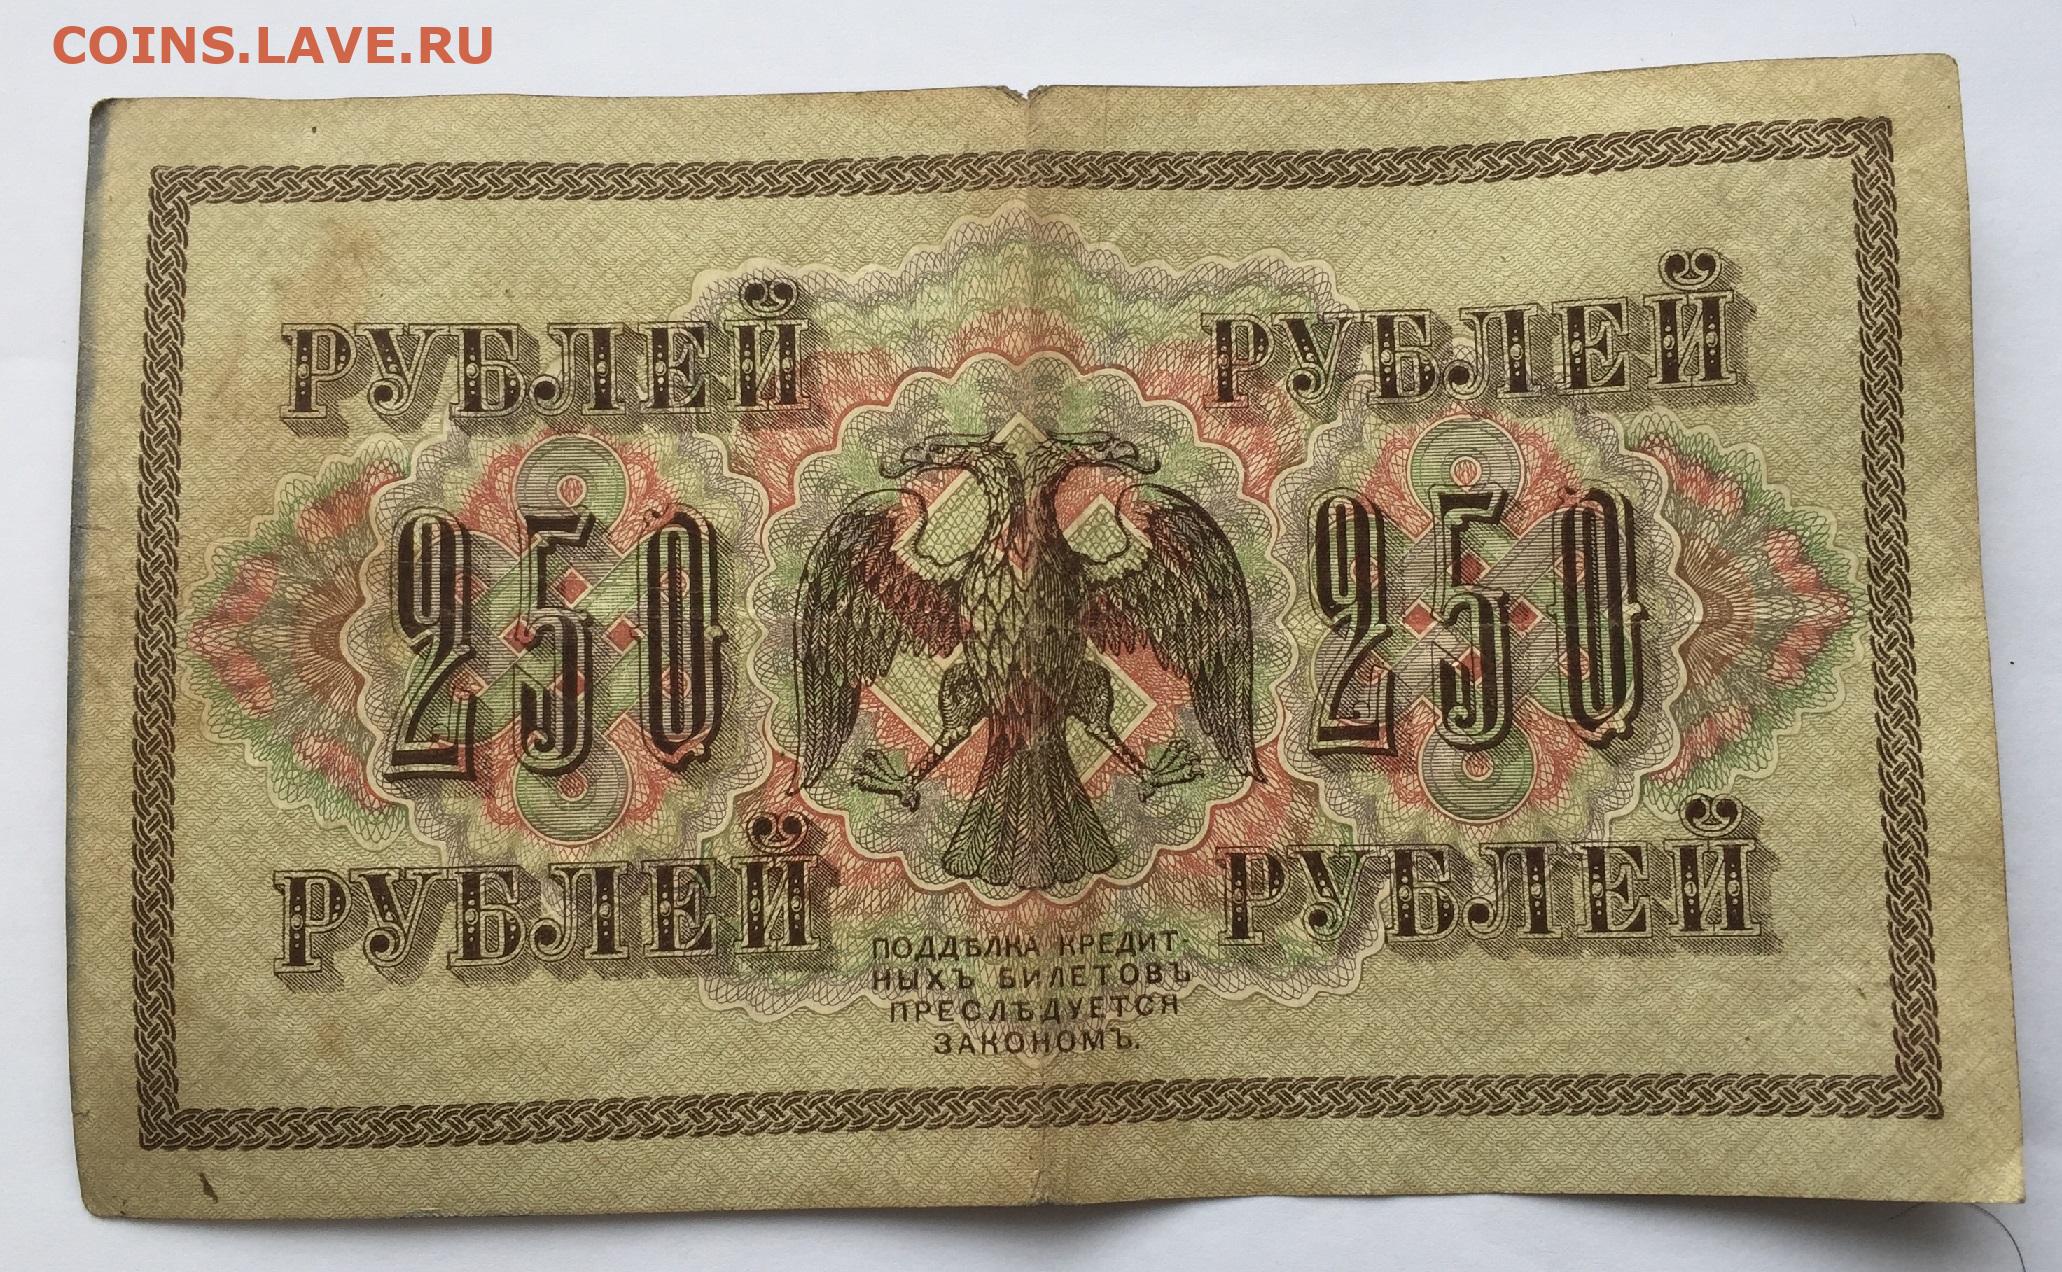 COINS.LAVE.RU
РУБЛЕЙ РУБЛЕЙ
250 250
РУБЛЕЙ РУБЛЕЙ
ПОДДѢЛКА КРЕДИТ-
НЫХЪ БИЛЕТОВЪ
ПРЕСЛѢДУЕТСЯ
ЗАКОНОМЪ.